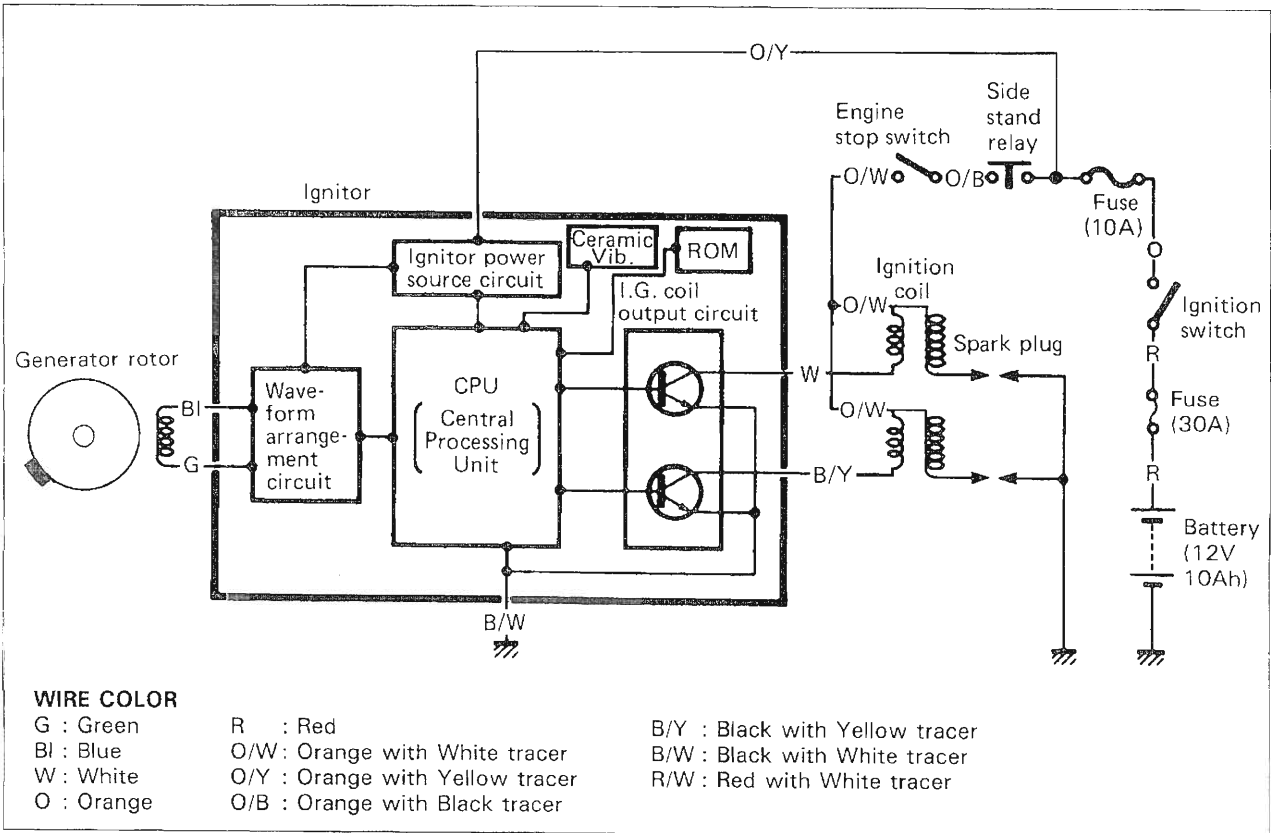 O/Y
Side
stand
relay
Engine
stop switch
O/W
O/B
Fuse
(10A)
Ignitor
Ignitor power
source circuit
Ceramic
Vib.
ROM
I.G. coil
output circuit
Ignition
coil
O
Ignition
switch
O/W
Spark plug
R
Generator rotor
Bl
G
Wave-
form
arrange-
ment
circuit
CPU
Central
Processing
Unit
W
O/W
B/Y
Fuse
(30A)
R
Battery
(12V
10Ah)
B/W
WIRE COLOR
G : Green
Bl : Blue
W : White
O : Orange
R : Red
O/W : Orange with White tracer
O/Y : Orange with Yellow tracer
O/B : Orange with Black tracer
B/Y : Black with Yellow tracer
B/W : Black with White tracer
R/W : Red with White tracer